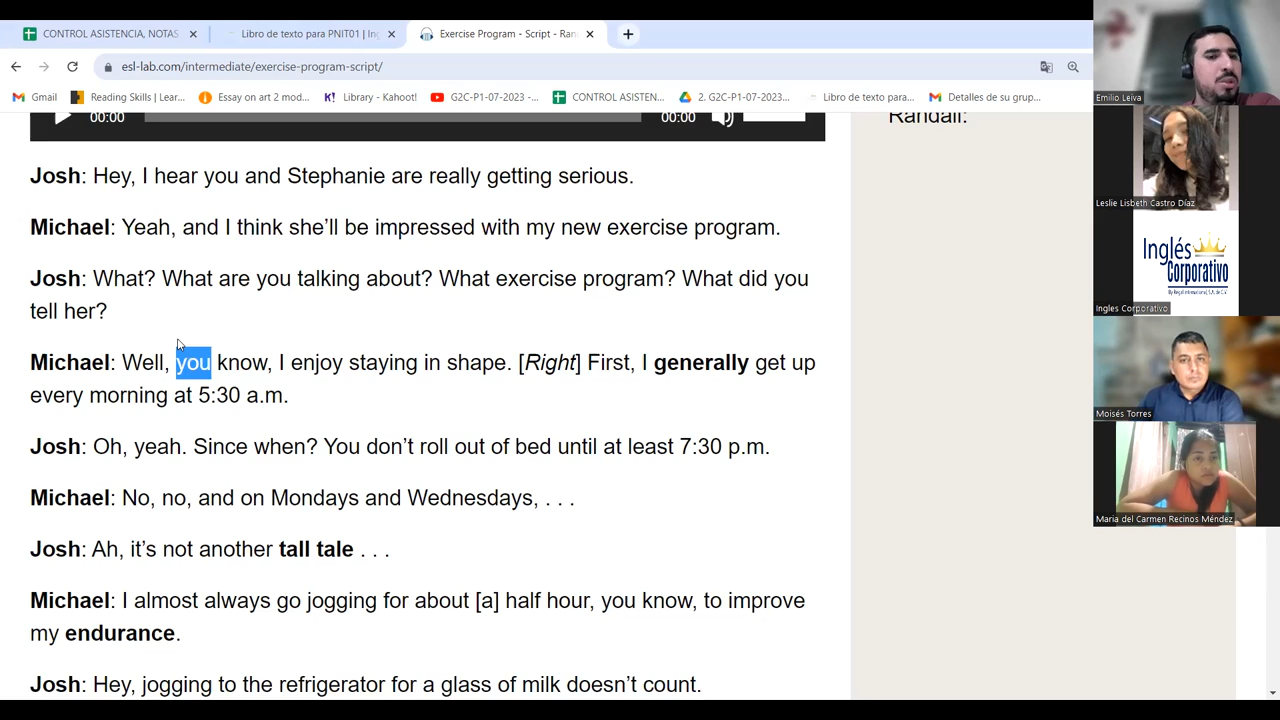 CONTROL ASISTENCIA, NOTAS
Libro de texto para PNIT01 | Ing
Exercise Program - Script - Ran
esl-lab.com/intermediate/exercise-program-script/
Gmail
Reading Skills | Lear...
Essay on art 2 mod...
Library - Kahoot!
G2C-P1-07-2023 -...
CONTROL ASISTEN...
2. G2C-P1-07-2023...
Libro de texto para...
Detalles de su grup...
00:00
00:00
Randall:
Josh: Hey, I hear you and Stephanie are really getting serious.
Michael: Yeah, and I think she’ll be impressed with my new exercise program.
Josh: What? What are you talking about? What exercise program? What did you
tell her?
Michael: Well, you know, I enjoy staying in shape. [Right] First, I generally get up
every morning at 5:30 a.m.
Josh: Oh, yeah. Since when? You don’t roll out of bed until at least 7:30 p.m.
Michael: No, no, and on Mondays and Wednesdays, . . .
Josh: Ah, it’s not another tall tale . . .
Michael: I almost always go jogging for about [a] half hour, you know, to improve
my endurance.
Josh: Hey, jogging to the refrigerator for a glass of milk doesn’t count.
Emilio Leiva
Leslie Lisbeth Castro Díaz
Inglés
Corporativo
Ingles Corporativo
Moisés Torres
Maria del Carmen Recinos Méndez